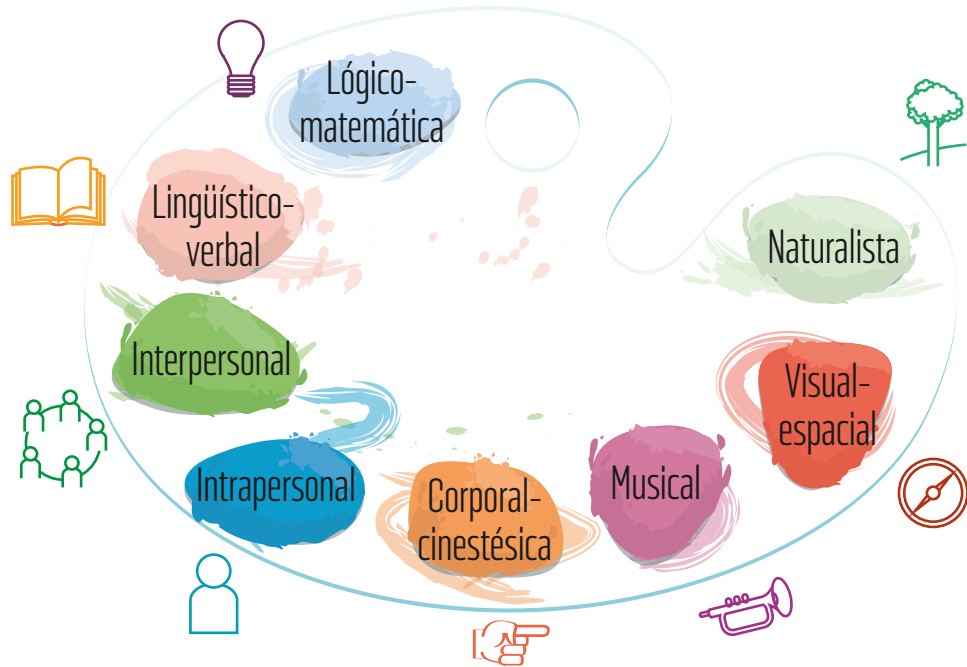 Lógico-
matemática
Lingüístico-
verbal
Naturalista
Interpersonal
Visual-
espacial
Intrapersonal
Corporal-
cinestésica
Musical